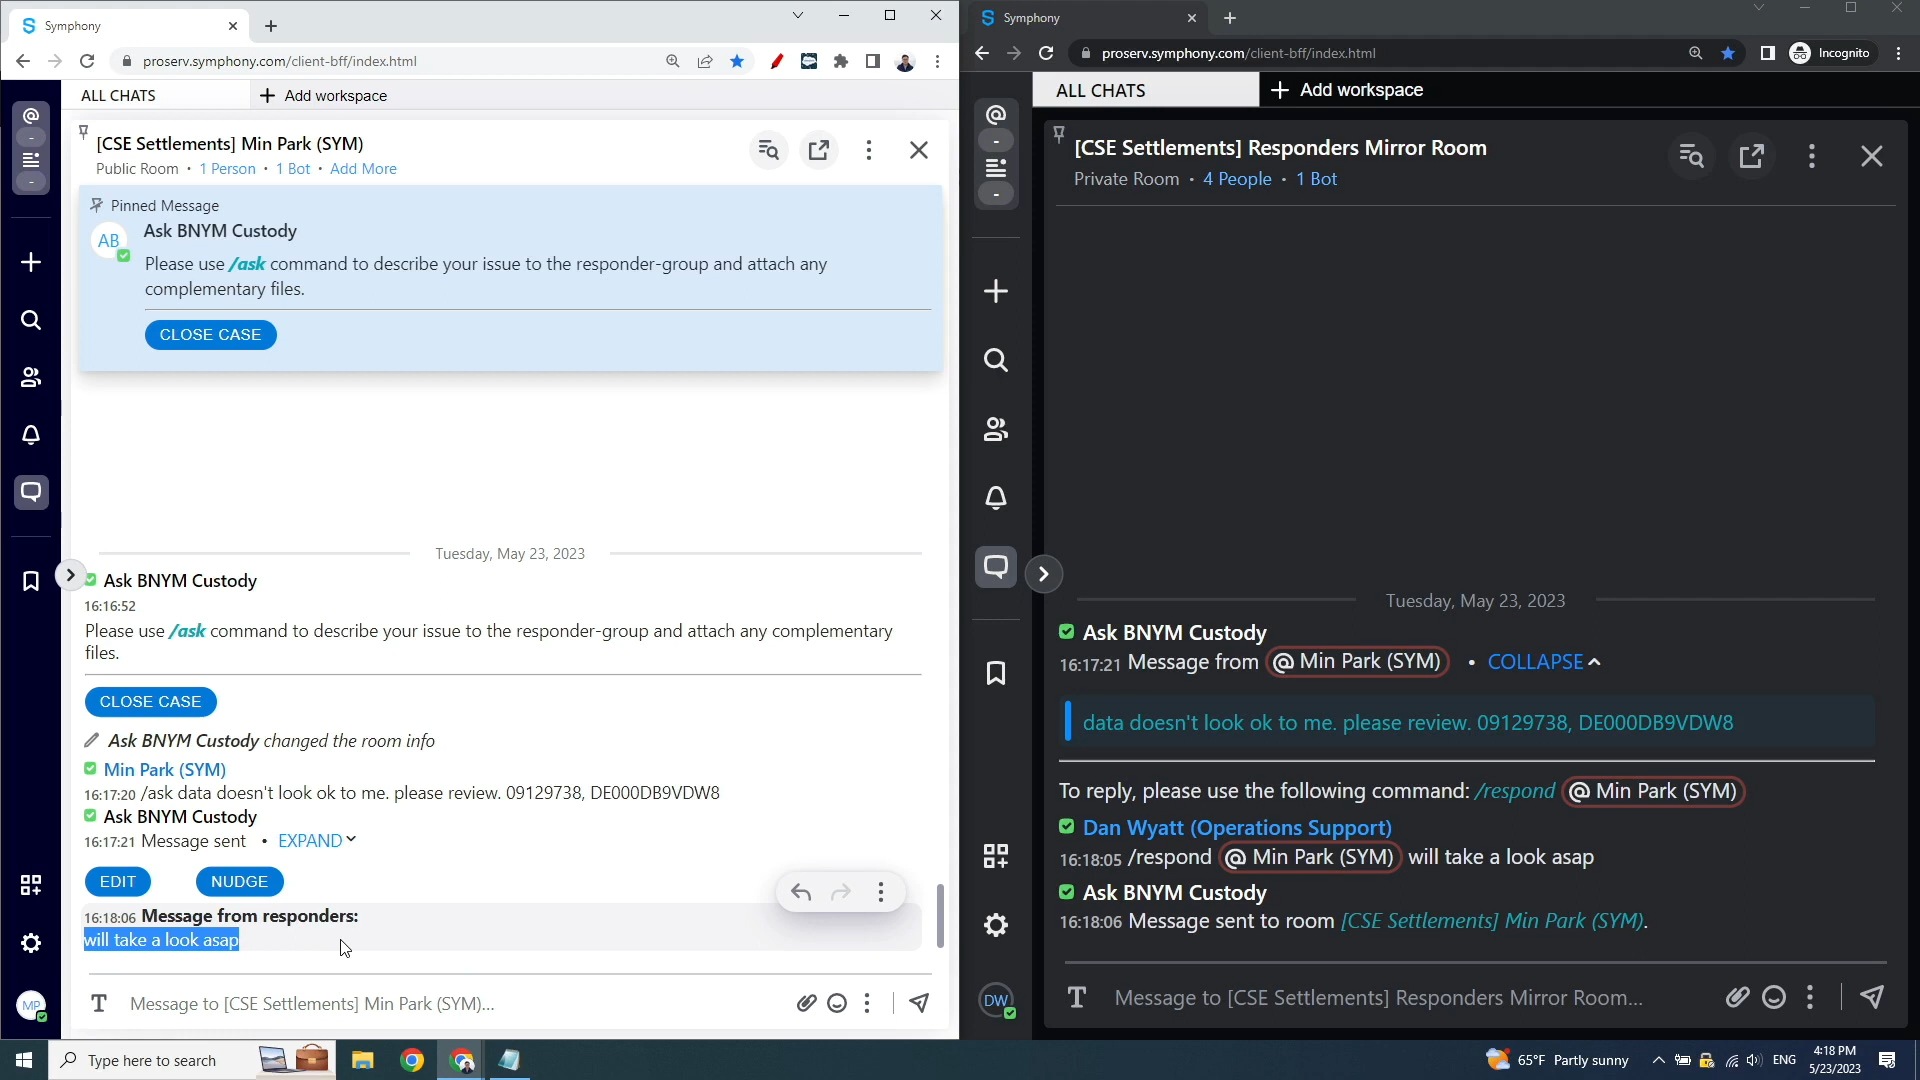 Symphony
proserv.symphony.com/client-bff/index.html
ALL CHATS
Add workspace
@
-
-
[CSE Settlements] Min Park (SYM)
Public Room • 1 Person • 1 Bot • Add More
Pinned Message
AB
Ask BNYM Custody
Please use /ask command to describe your issue to the responder-group and attach any
complementary files.
CLOSE CASE
Tuesday, May 23, 2023
Ask BNYM Custody
16:16:52
Please use /ask command to describe your issue to the responder-group and attach any complementary
files.
CLOSE CASE
Ask BNYM Custody changed the room info
Min Park (SYM)
16:17:20 /ask data doesn't look ok to me. please review. 09129738, DE000DB9VDW8
Ask BNYM Custody
16:17:21 Message sent • EXPAND
EDIT NUDGE
16:18:06 Message from responders:
will take a look asap
MP
T Message to [CSE Settlements] Min Park (SYM)...
Symphony
proserv.symphony.com/client-bff/index.html
Incognito
ALL CHATS
Add workspace
@
-
-
[CSE Settlements] Responders Mirror Room
Private Room • 4 People • 1 Bot
Tuesday, May 23, 2023
Ask BNYM Custody
16:17:21 Message from @ Min Park (SYM) • COLLAPSE
data doesn't look ok to me. please review. 09129738, DE000DB9VDW8
To reply, please use the following command: /respond @ Min Park (SYM)
Dan Wyatt (Operations Support)
16:18:05 /respond @ Min Park (SYM) will take a look asap
Ask BNYM Custody
16:18:06 Message sent to room [CSE Settlements] Min Park (SYM).
DW
T Message to [CSE Settlements] Responders Mirror Room...
Type here to search
65°F Partly sunny
ENG
4:18 PM
5/23/2023